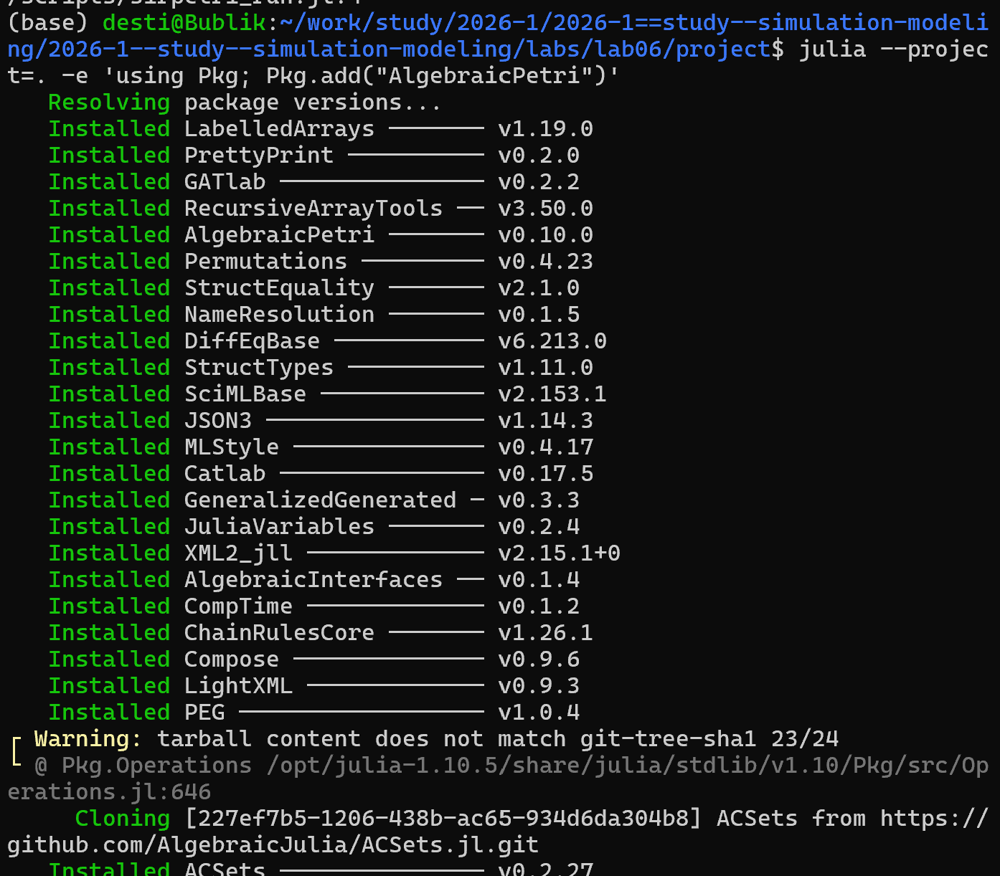 /scripts/sirpetri_run.jl:4
(base) desti@Bublik:~/work/study/2026-1/2026-1==study--simulation-modeli
ng/2026-1--study--simulation-modeling/labs/lab06/project$ julia --projec
t=. -e 'using Pkg; Pkg.add("AlgebraicPetri")'
Resolving package versions...
Installed LabelledArrays ─────── v1.19.0
Installed PrettyPrint ────────── v0.2.0
Installed GATlab ─────────────── v0.2.2
Installed RecursiveArrayTools ── v3.50.0
Installed AlgebraicPetri ─────── v0.10.0
Installed Permutations ───────── v0.4.23
Installed StructEquality ─────── v2.1.0
Installed NameResolution ─────── v0.1.5
Installed DiffEqBase ─────────── v6.213.0
Installed StructTypes ────────── v1.11.0
Installed SciMLBase ──────────── v2.153.1
Installed JSON3 ──────────────── v1.14.3
Installed MLStyle ────────────── v0.4.17
Installed Catlab ─────────────── v0.17.5
Installed GeneralizedGenerated ─ v0.3.3
Installed JuliaVariables ─────── v0.2.4
Installed XML2_jll ───────────── v2.15.1+0
Installed AlgebraicInterfaces ── v0.1.4
Installed CompTime ───────────── v0.1.2
Installed ChainRulesCore ─────── v1.26.1
Installed Compose ────────────── v0.9.6
Installed LightXML ───────────── v0.9.3
Installed PEG ────────────────── v1.0.4
┌ Warning: tarball content does not match git-tree-sha1 23/24
└ @ Pkg.Operations /opt/julia-1.10.5/share/julia/stdlib/v1.10/Pkg/src/Op
erations.jl:646
Cloning [227ef7b5-1206-438b-ac65-934d6da304b8] ACSets from https://
github.com/AlgebraicJulia/ACSets.jl.git
Installed ACSets ─────────────── v0.2.27